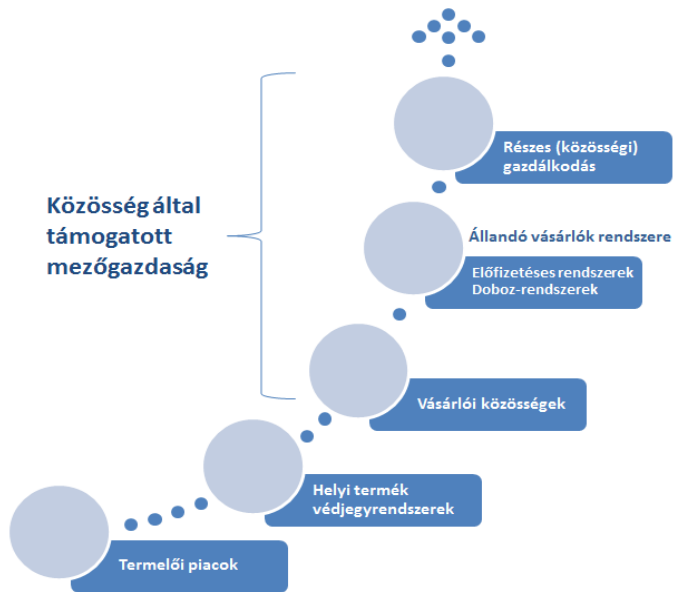 Részes (közösségi)
gazdálkodás
Közösség által
támogatott
mezőgazdaság
Állandó vásárlók rendszere
Előfizetéses rendszerek
Doboz-rendszerek
Vásárlói közösségek
Helyi termék
védjegyrendszerek
Termelői piacok